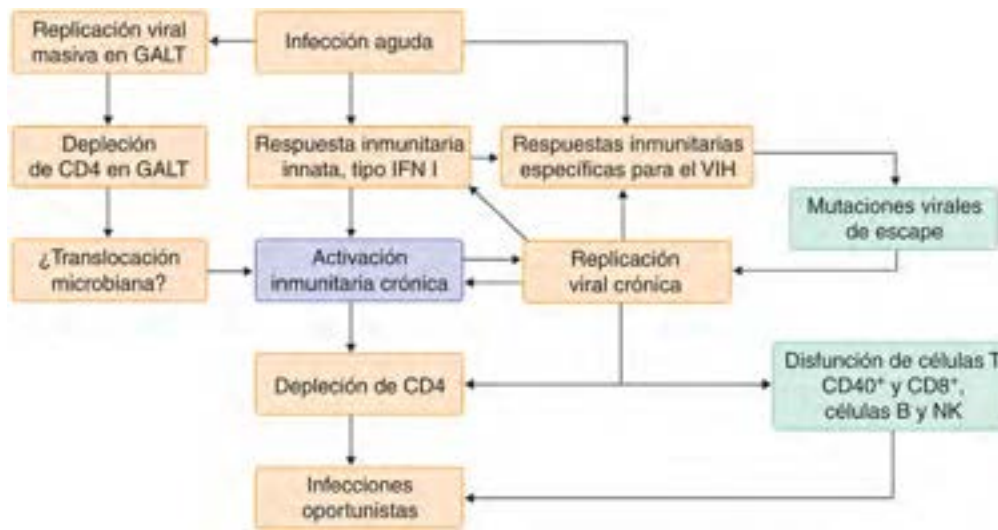 Replicación viral
masiva en GALT
Infección aguda
Depleción
de CD4 en GALT
Respuesta inmunitaria
innata, tipo IFN I
Respuestas inmunitarias
específicas para el VIH
Mutaciones virales
de escape
¿Translocación
microbiana?
Activación
inmunitaria crónica
Replicación
viral crónica
Depleción de CD4
Disfunción de células T
CD40⁺ y CD8⁺,
células B y NK
Infecciones
oportunistas